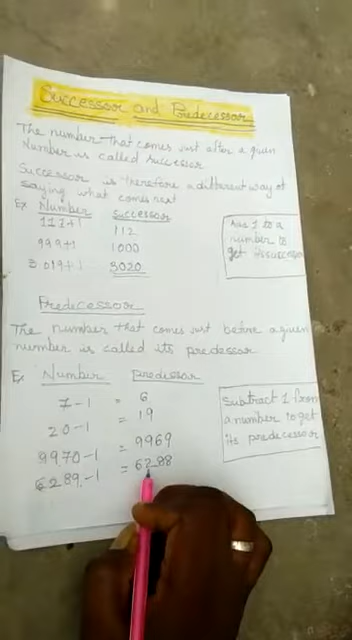 Successor and Predecessor
The number that comes just after a given
Number is called successor
Successor is therefore a different way of
saying what comes next
Ex Number successor
111+1 112
999+1 1000
3019+1 3020
Add 1 to a
number to
get its successor
Predecessor
The number that comes just before a given
number is called its predessor
Ex Number predissar
7-1 = 6
20-1 = 19
9970-1 = 9969
6289-1 = 6288
Subtract 1 from
a number to get
its predecessor